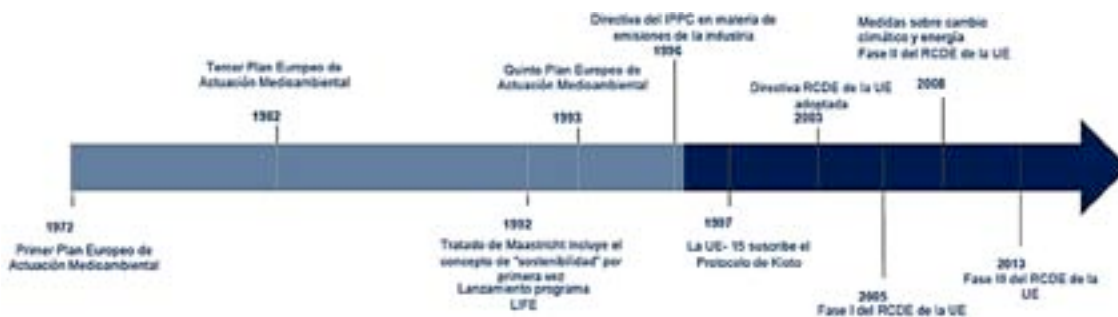 Directiva del IPPC en materia de
emisiones de la industria
1996
Medidas sobre cambio
climático y energía
Fase II del RCDE de la UE
2008
Tercer Plan Europeo de
Actuación Medioambiental
1982
Quinto Plan Europeo de
Actuación Medioambiental
1993
Directiva RCDE de la UE
adoptada
2003
1972
Primer Plan Europeo de
Actuación Medioambiental
1992
Tratado de Maastricht incluye el
concepto de "sostenibilidad" por
primera vez
Lanzamiento programa
LIFE
1997
La UE- 15 suscribe el
Protocolo de Kioto
2005
Fase I del RCDE de la UE
2013
Fase III del RCDE de la
UE